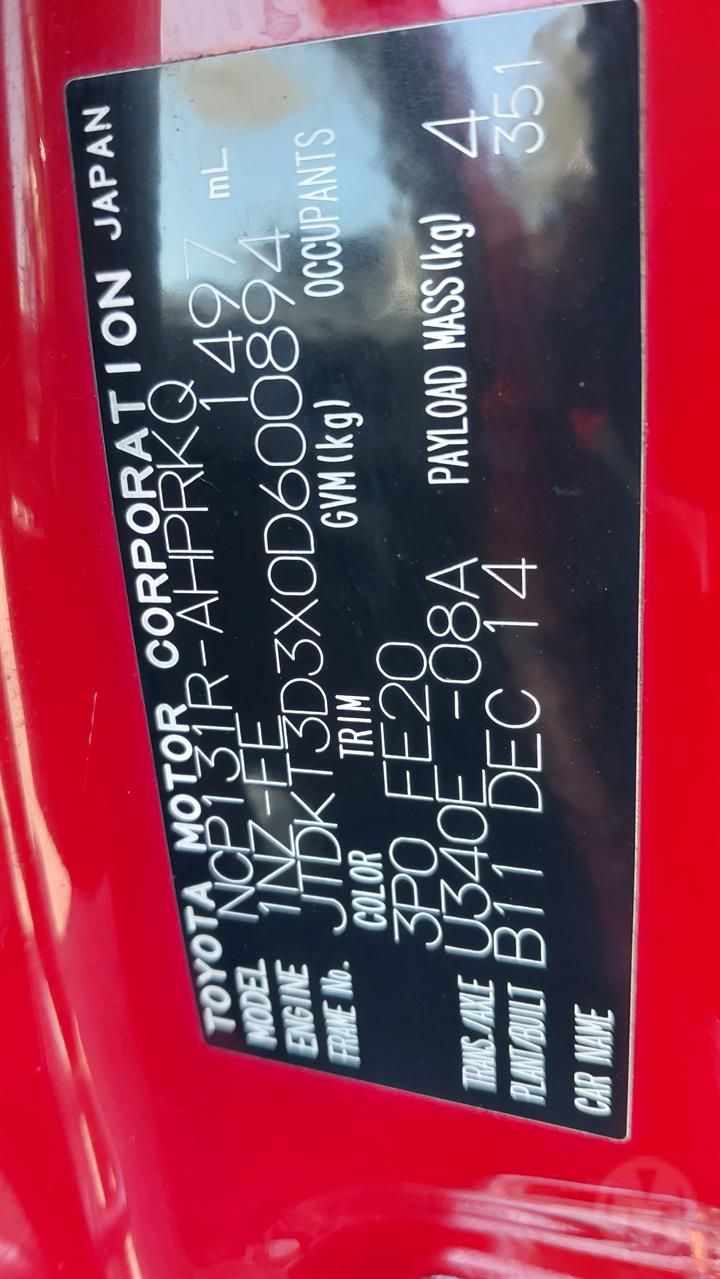 TOYOTA MOTOR CORPORATION JAPAN
MODEL NCP131R-AHPRKQ
ENGINE 1NZ-FE 1497 mL
FRAME No. JTDKT3D3X0D600894
COLOR TRIM GVM(kg) OCCUPANTS
3P0 FE20 4
TRANS./AXLE U340E -08A PAYLOAD MASS(kg) 351
PLANT/BUILT B11 DEC 14
CAR NAME